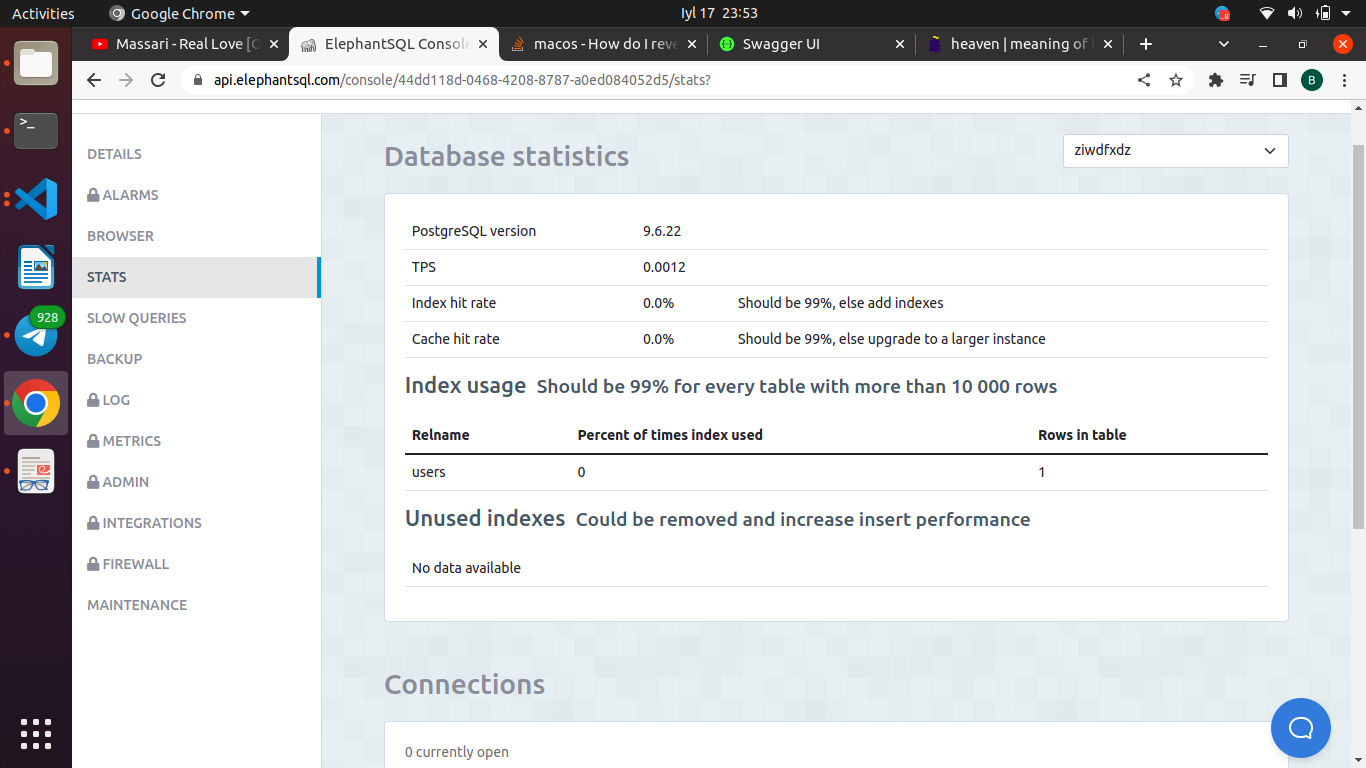 Activities
Google Chrome
Iyl 17 23:53
8
Massari - Real Love [O
ElephantSQL Console
macos - How do I reve
Swagger UI
heaven | meaning of
api.elephantsql.com/console/44dd118d-0468-4208-8787-a0ed084052d5/stats?
B
>_
928
DETAILS
ALARMS
BROWSER
STATS
SLOW QUERIES
BACKUP
LOG
METRICS
ADMIN
INTEGRATIONS
FIREWALL
MAINTENANCE
Database statistics
ziwdfxdz
PostgreSQL version 9.6.22
TPS 0.0012
Index hit rate 0.0% Should be 99%, else add indexes
Cache hit rate 0.0% Should be 99%, else upgrade to a larger instance
Index usage Should be 99% for every table with more than 10 000 rows
Relname Percent of times index used Rows in table
users 0 1
Unused indexes Could be removed and increase insert performance
No data available
Connections
0 currently open